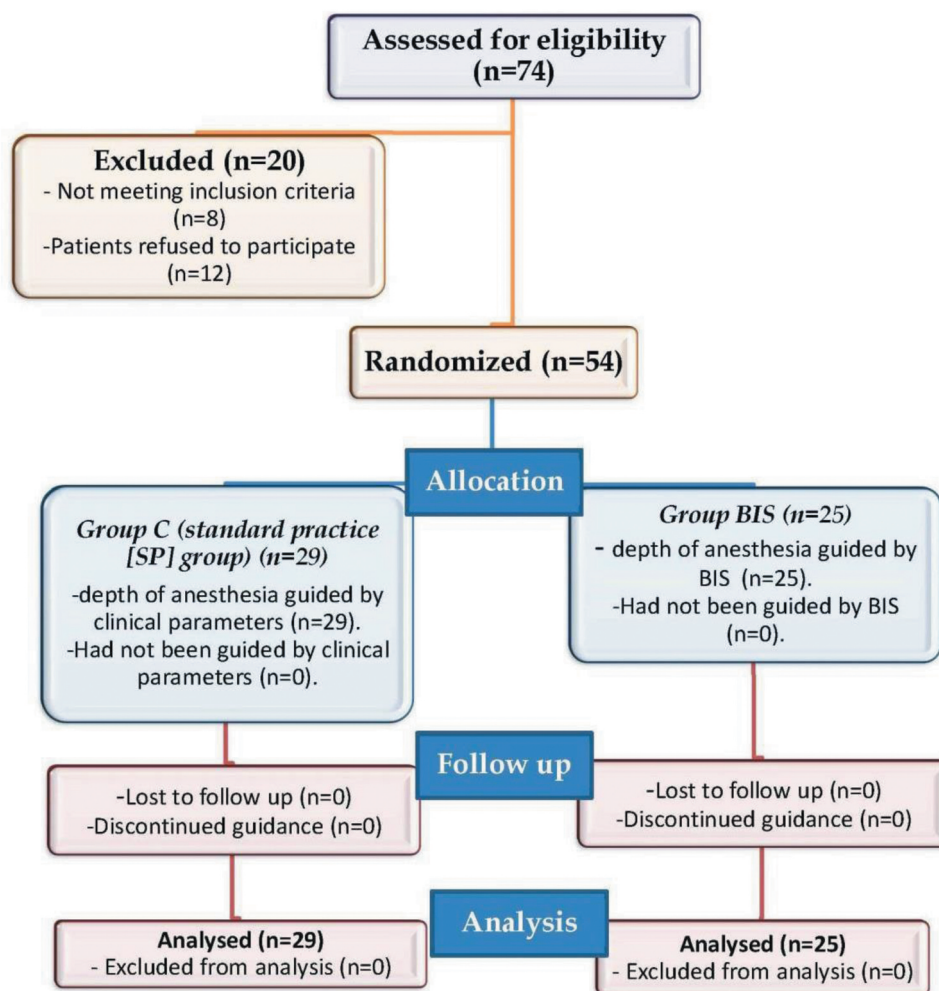 Assessed for eligibility
(n=74)
Excluded (n=20)
- Not meeting inclusion criteria
(n=8)
-Patients refused to participate
(n=12)
Randomized (n=54)
Allocation
Group C (standard practice
[SP] group) (n=29)
-depth of anesthesia guided by
clinical parameters (n=29).
-Had not been guided by clinical
parameters (n=0).
Group BIS (n=25)
- depth of anesthesia guided by
BIS (n=25).
-Had not been guided by BIS
(n=0).
Follow up
-Lost to follow up (n=0)
-Discontinued guidance (n=0)
-Lost to follow up (n=0)
-Discontinued guidance (n=0)
Analysis
Analysed (n=29)
- Excluded from analysis (n=0)
Analysed (n=25)
- Excluded from analysis (n=0)